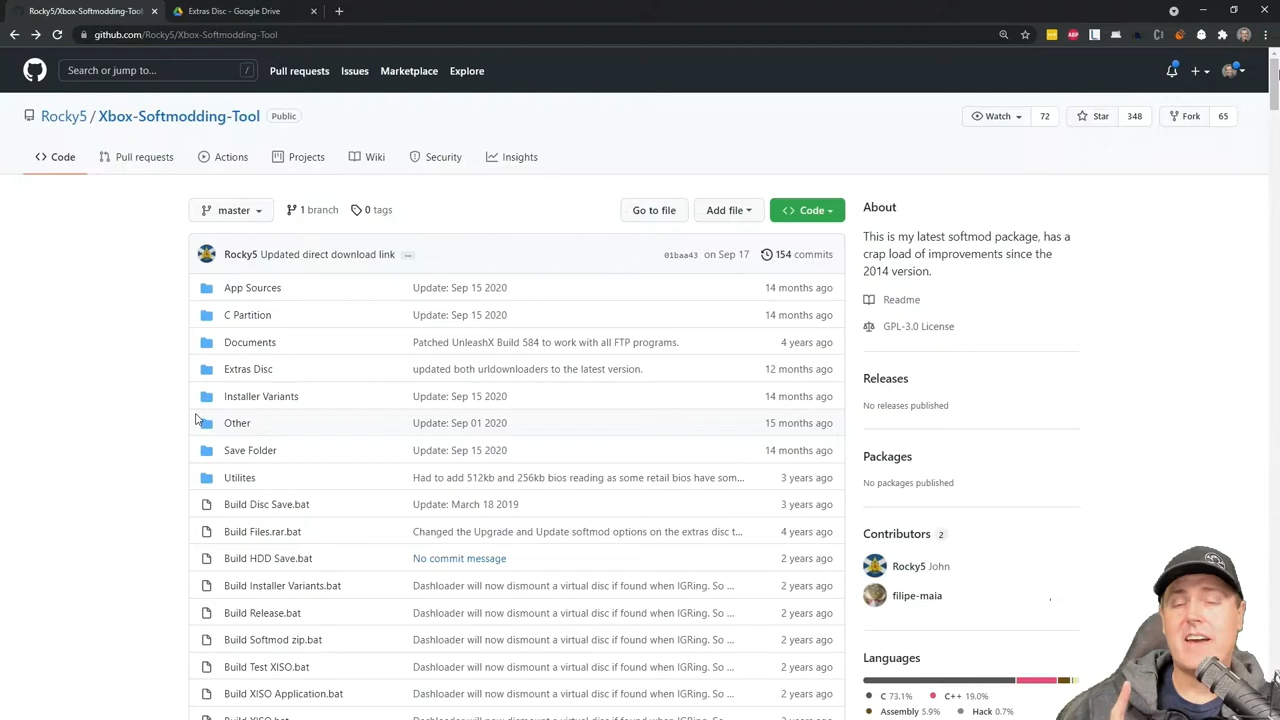 Rocky5/Xbox-Softmodding-Tool:
Extras Disc - Google Drive
github.com/Rocky5/Xbox-Softmodding-Tool
Search or jump to...
/
Pull requests
Issues
Marketplace
Explore
Rocky5 / Xbox-Softmodding-Tool
Public
Watch
72
Star
348
Fork
65
Code
Pull requests
Actions
Projects
Wiki
Security
Insights
master
1 branch
0 tags
Go to file
Add file
Code
Rocky5 Updated direct download link
...
01baa43 on Sep 17
154 commits
App Sources
Update: Sep 15 2020
14 months ago
C Partition
Update: Sep 15 2020
14 months ago
Documents
Patched UnleashX Build 584 to work with all FTP programs.
4 years ago
Extras Disc
updated both urldownloaders to the latest version.
12 months ago
Installer Variants
Update: Sep 15 2020
14 months ago
Other
Update: Sep 01 2020
15 months ago
Save Folder
Update: Sep 15 2020
14 months ago
Utilites
Had to add 512kb and 256kb bios reading as some retail bios have som...
3 years ago
Build Disc Save.bat
Update: March 18 2019
3 years ago
Build Files.rar.bat
Changed the Upgrade and Update softmod options on the extras disc t...
4 years ago
Build HDD Save.bat
No commit message
2 years ago
Build Installer Variants.bat
Dashloader will now dismount a virtual disc if found when IGRing. So ...
2 years ago
Build Release.bat
Dashloader will now dismount a virtual disc if found when IGRing. So ...
2 years ago
Build Softmod zip.bat
Dashloader will now dismount a virtual disc if found when IGRing. So ...
2 years ago
Build Test XISO.bat
Dashloader will now dismount a virtual disc if found when IGRing. So ...
2 years ago
Build XISO Application.bat
Dashloader will now dismount a virtual disc if found when IGRing. So ...
2 years ago
About
This is my latest softmod package, has a
crap load of improvements since the
2014 version.
Readme
GPL-3.0 License
Releases
No releases published
Packages
No packages published
Contributors 2
Rocky5 John
filipe-maia
Languages
C 73.1%
C++ 19.0%
Assembly 5.9%
Hack 0.7%